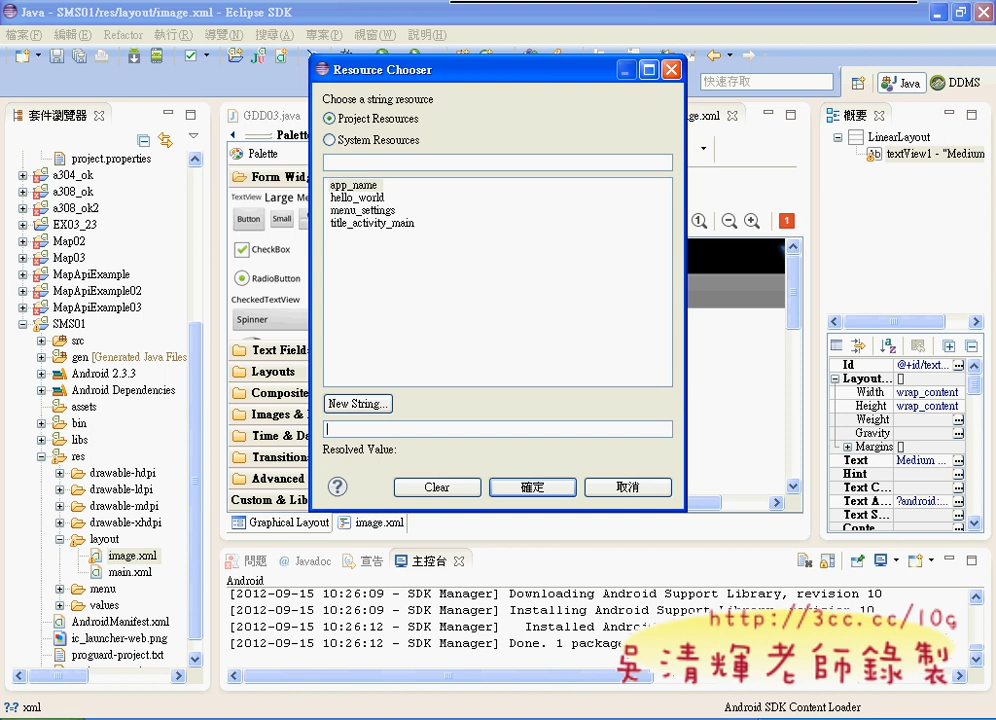 Java - SMS01/res/layout/image.xml - Eclipse SDK
檔案(F) 編輯(E) Refactor 執行(R) 導覽(N) 搜尋(A) 專案(P) 視窗(W) 說明(H)
快速存取
Java
DDMS
套件瀏覽器
project.properties
a304_ok
a308_ok
a308_ok2
EX03_23
Map02
Map03
MapApiExample
MapApiExample02
MapApiExample03
SMS01
src
gen [Generated Java Files
Android 2.3.3
Android Dependencies
assets
bin
libs
res
drawable-hdpi
drawable-ldpi
drawable-mdpi
drawable-xhdpi
layout
image.xml
main.xml
menu
values
AndroidManifest.xml
ic_launcher-web.png
proguard-project.txt
GDD03.java
ge.xml
Palett
Palette
Form Widg
TextView Large Me
Button
Small
CheckBox
RadioButton
CheckedTextView
Spinner
Text Field
Layouts
Composite
Images &
Time & Da
Transition
Advanced
Custom & Lib
Graphical Layout
image.xml
1
Resource Chooser
Choose a string resource
Project Resources
System Resources
app_name
hello_world
menu_settings
title_activity_main
New String...
Resolved Value:
Clear
確定
取消
概要
LinearLayout
textView1 - "Medium
Id @+id/text...
Layout... []
Width wrap_content
Height wrap_content
Weight
Gravity
Margins []
Text Medium ...
Hint
Text C...
Text A... ?android:...
Text S...
Conte
問題
@ Javadoc
宣告
主控台
Android
[2012-09-15 10:26:09 - SDK Manager] Downloading Android Support Library, revision 10
[2012-09-15 10:26:09 - SDK Manager] Installing Android Support Library, revision 10
[2012-09-15 10:26:12 - SDK Manager] Installed Andro
[2012-09-15 10:26:12 - SDK Manager] Done. 1 package
http://3cc.cc/10g
吳清輝老師錄製
xml
Android SDK Content Loader